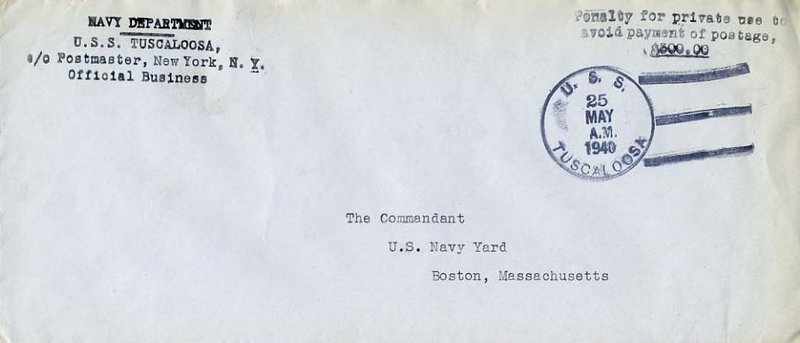 NAVY DEPARTMENT
U.S.S. TUSCALOOSA,
c/o Postmaster, New York, N. Y.
Official Business
Penalty for private use to
avoid payment of postage,
$300.00
U. S. S.
25
MAY
A.M.
1940
TUSCALOOSA
The Commandant
U.S. Navy Yard
Boston, Massachusetts